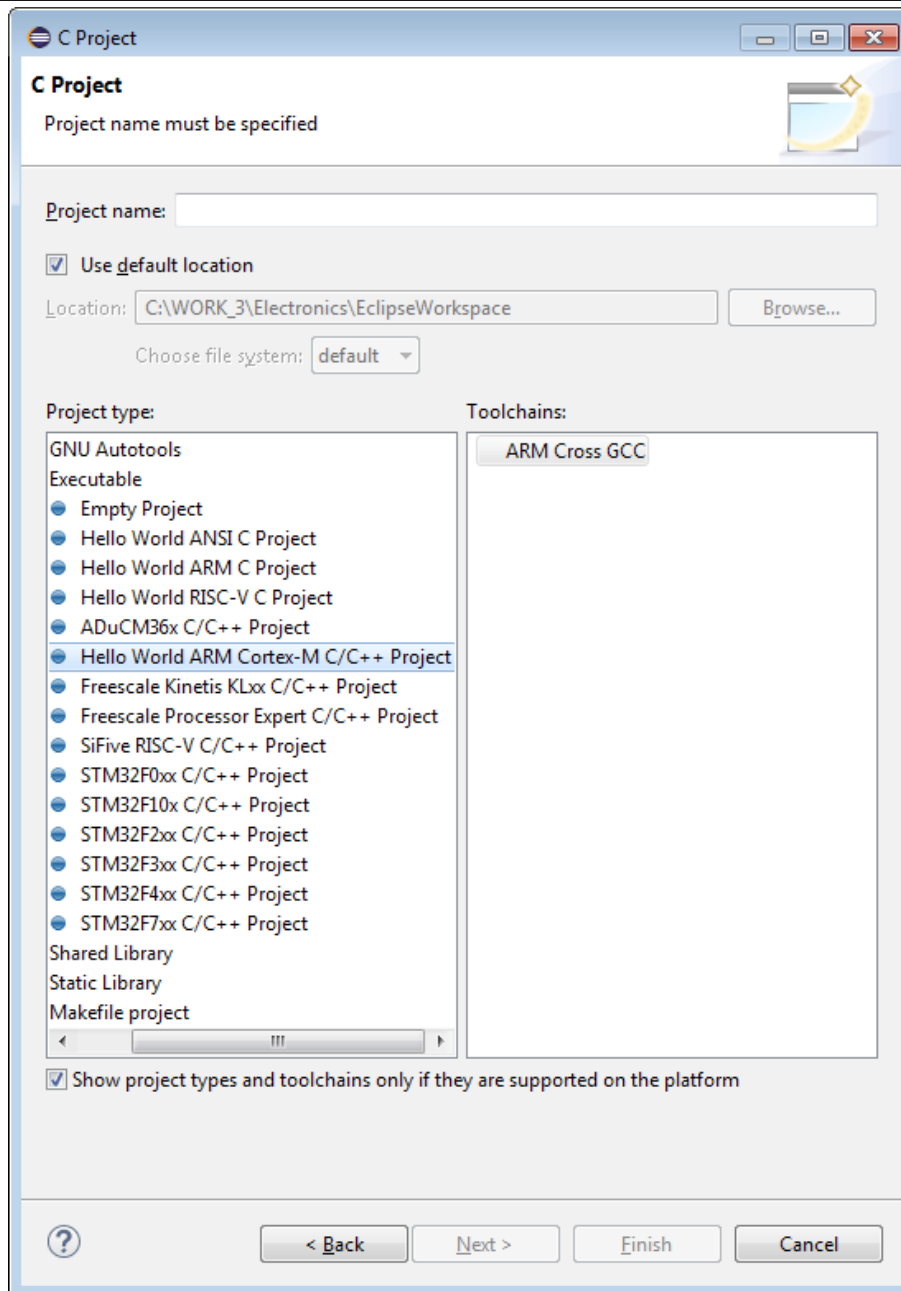 C Project
C Project
Project name must be specified
Project name:
Use default location
Location: C:\WORK_3\Electronics\EclipseWorkspace Browse...
Choose file system: default
Project type: Toolchains:
GNU Autotools ARM Cross GCC
Executable
Empty Project
Hello World ANSI C Project
Hello World ARM C Project
Hello World RISC-V C Project
ADuCM36x C/C++ Project
Hello World ARM Cortex-M C/C++ Project
Freescale Kinetis KLxx C/C++ Project
Freescale Processor Expert C/C++ Project
SiFive RISC-V C/C++ Project
STM32F0xx C/C++ Project
STM32F10x C/C++ Project
STM32F2xx C/C++ Project
STM32F3xx C/C++ Project
STM32F4xx C/C++ Project
STM32F7xx C/C++ Project
Shared Library
Static Library
Makefile project
Show project types and toolchains only if they are supported on the platform
? < Back Next > Finish Cancel